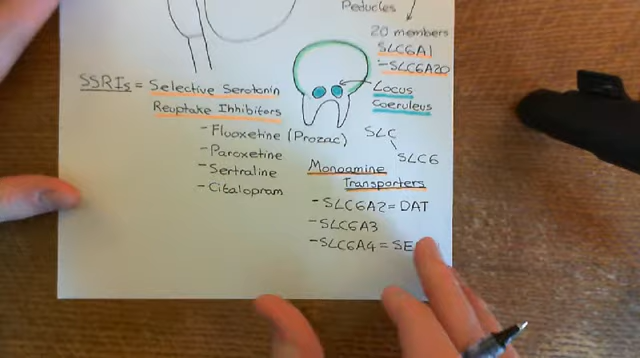 Peducles
20 members
SLC6A1
-SLC6A20
Locus
Coeruleus
SSRIs = Selective Serotonin
Reuptake Inhibitors
- Fluoxetine (Prozac)
- Paroxetine
- Sertraline
- Citalopram
SLC
SLC6
Monoamine
Transporters
- SLC6A2 = DAT
- SLC6A3
- SLC6A4 =